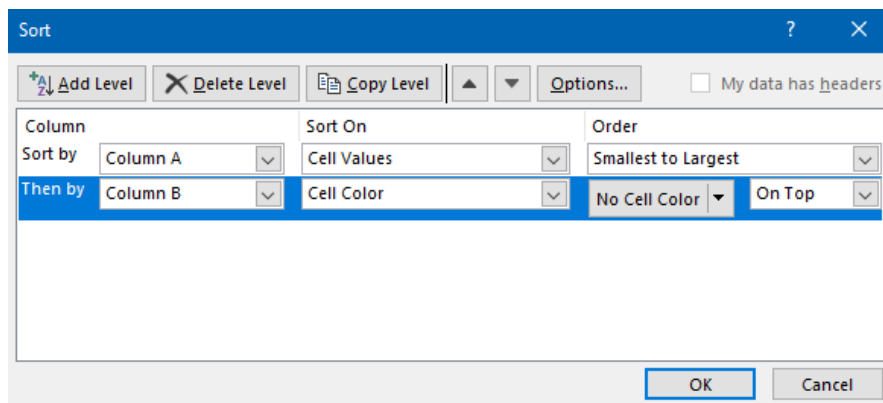 Sort
Add Level Delete Level Copy Level Options... My data has headers
Column Sort On Order
Sort by Column A Cell Values Smallest to Largest
Then by Column B Cell Color No Cell Color On Top
OK Cancel